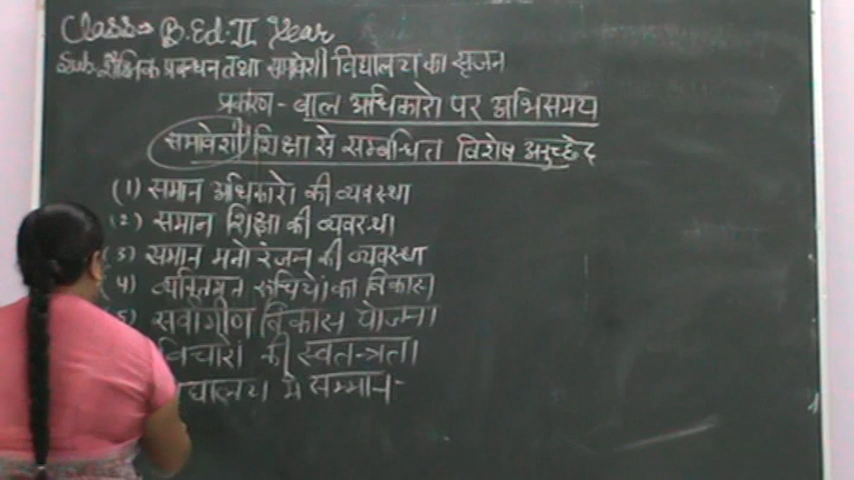 Class→ B.Ed. II Year
Sub. शैक्षिक प्रबन्धन तथा समावेशी विद्यालय का सृजन
प्रकरण - बाल अधिकारो पर अभिसमय
समावेशी शिक्षा से सम्बन्धित विशेष अनुच्छेद
(1) समान अधिकारो की व्यवस्था
(2) समान शिक्षा की व्यवस्था
(3) समान मनोरंजन की व्यवस्था
(4) व्यक्तिगत रूचियों का विकास
(5) सर्वांगीण विकास योजना
विचारों की स्वतन्त्रता
में सम्मान